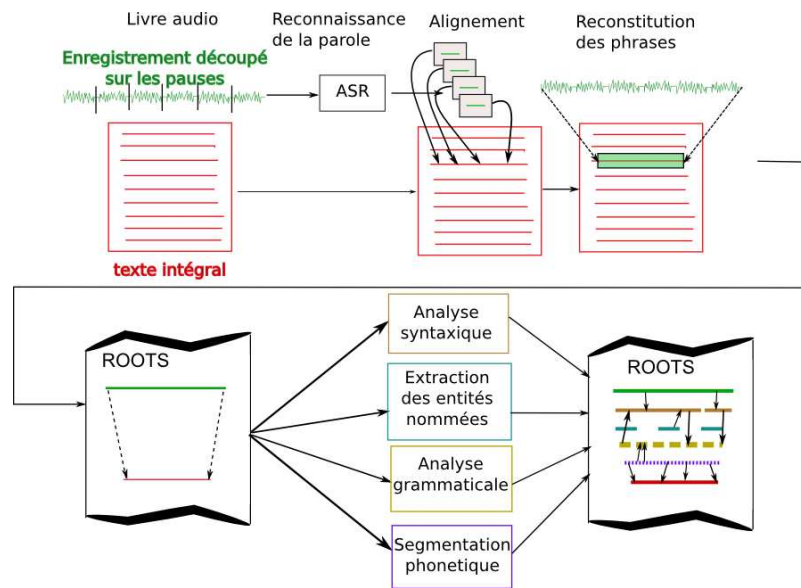 Livre audio
Reconnaissance
de la parole
Alignement
Reconstitution
des phrases
Enregistrement découpé
sur les pauses
ASR
texte intégral
ROOTS
Analyse
syntaxique
Extraction
des entités
nommées
Analyse
grammaticale
Segmentation
phonetique
ROOTS